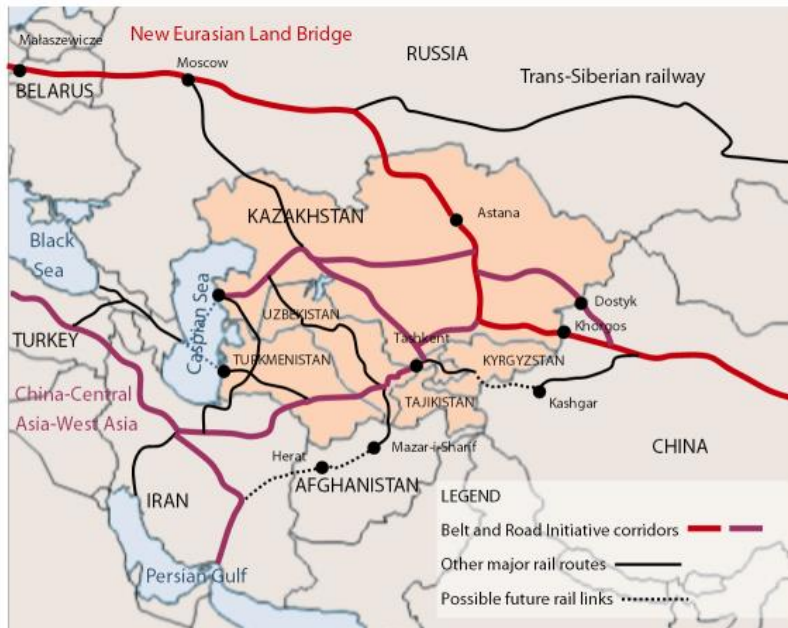 Małaszewicze
New Eurasian Land Bridge
RUSSIA
Moscow
Trans-Siberian railway
BELARUS
KAZAKHSTAN
Astana
Black
Sea
Caspian Sea
Dostyk
UZBEKISTAN
Khorgos
TURKEY
Tashkent
TURKMENISTAN
KYRGYZSTAN
China-Central
Asia-West Asia
TAJIKISTAN
Kashgar
Herat
Mazar-i-Sharif
CHINA
IRAN
AFGHANISTAN
LEGEND
Belt and Road Initiative corridors
Other major rail routes
Persian Gulf
Possible future rail links